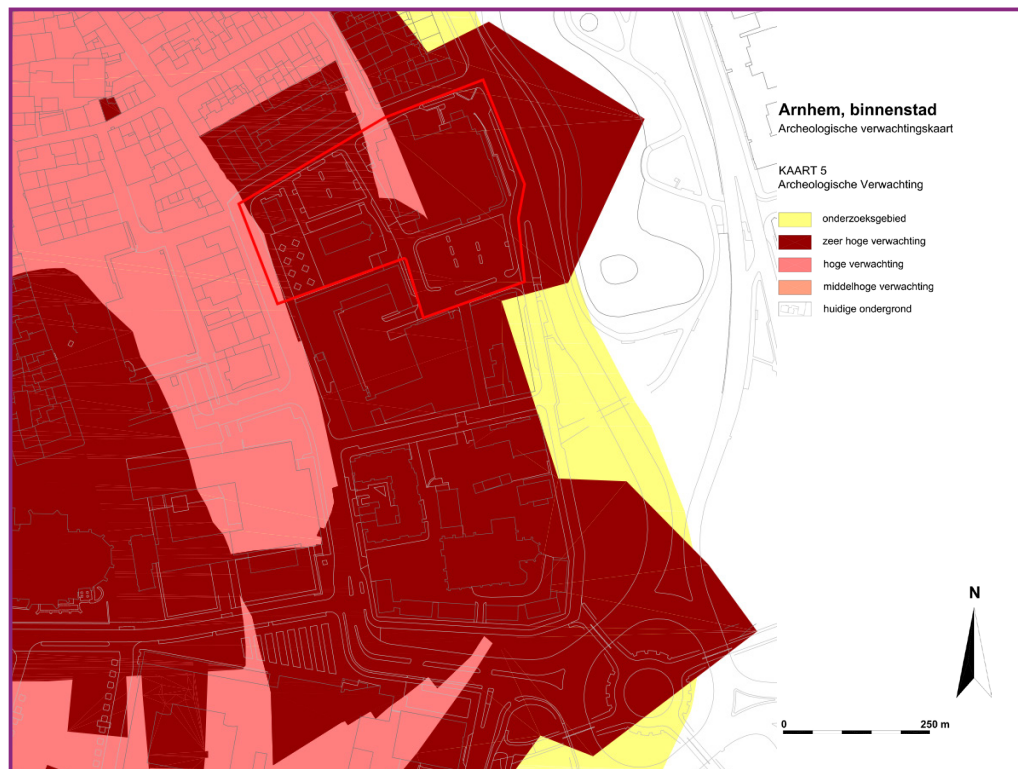 Arnhem, binnenstad
Archeologische verwachtingskaart
KAART 5
Archeologische Verwachting
onderzoeksgebied
zeer hoge verwachting
hoge verwachting
middelhoge verwachting
huidige ondergrond
N
0 250 m